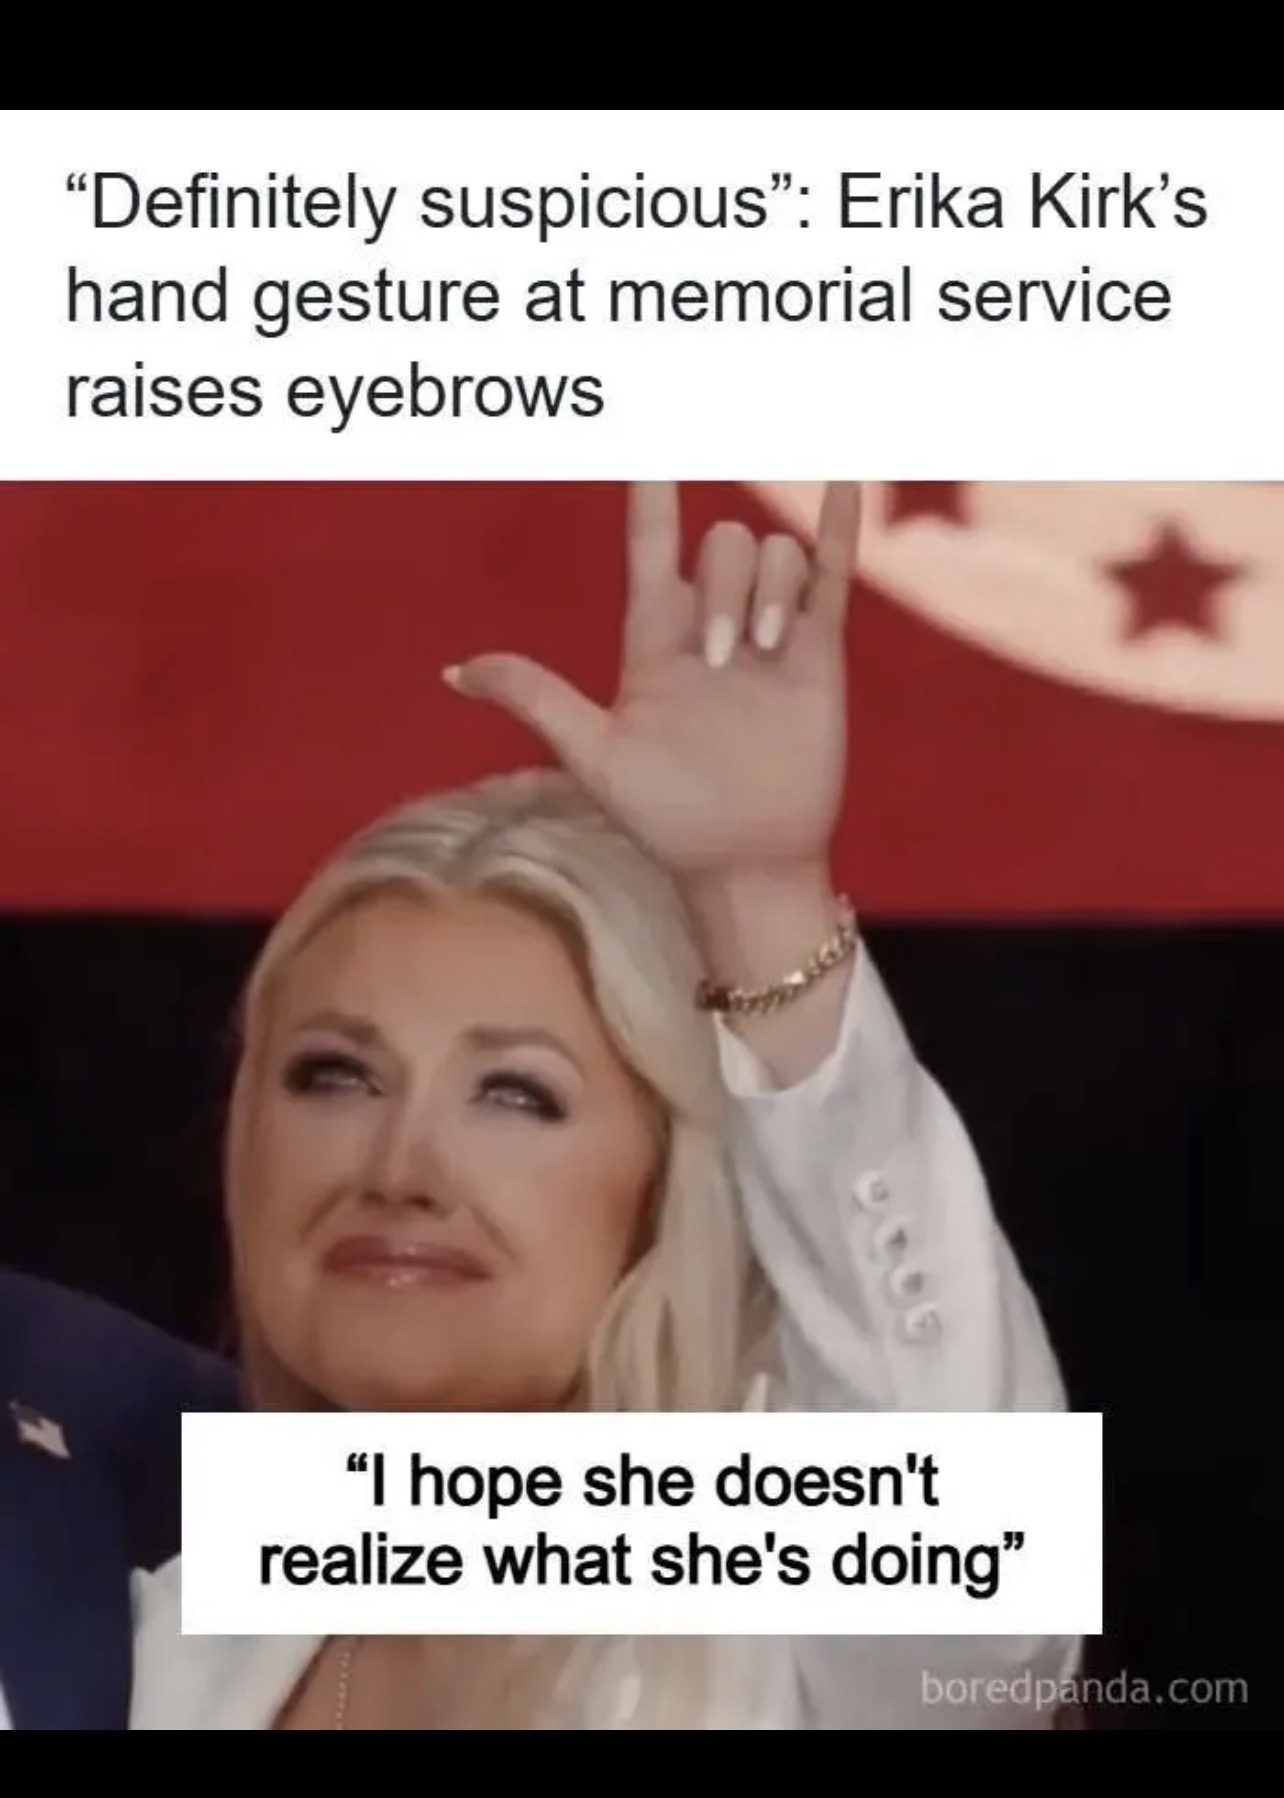 “Definitely suspicious”: Erika Kirk’s
hand gesture at memorial service
raises eyebrows
“I hope she doesn't
realize what she's doing”
boredpanda.com